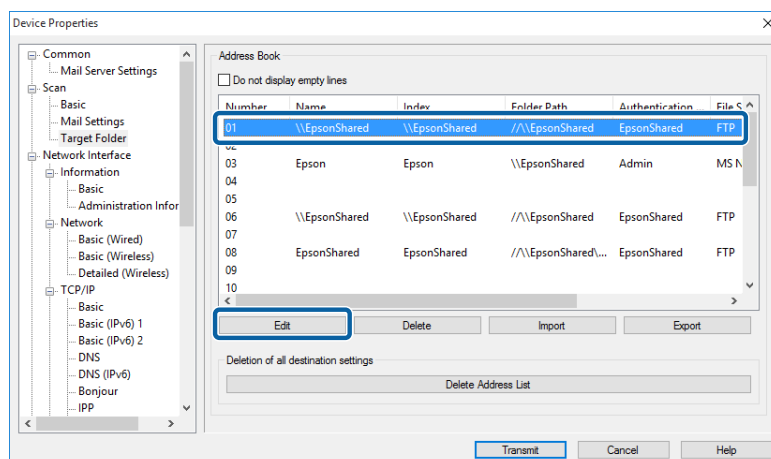 Device Properties
Common
Mail Server Settings
Scan
Basic
Mail Settings
Target Folder
Network Interface
Information
Basic
Administration Infor
Network
Basic (Wired)
Basic (Wireless)
Detailed (Wireless)
TCP/IP
Basic
Basic (IPv6) 1
Basic (IPv6) 2
DNS
DNS (IPv6)
Bonjour
IPP
Address Book
Do not display empty lines
Number Name Index Folder Path Authentication ... File S
01 \\EpsonShared \\EpsonShared //\\EpsonShared EpsonShared FTP
02
03 Epson Epson \\EpsonShared Admin MS N
04
05
06 \\EpsonShared \\EpsonShared //\\EpsonShared EpsonShared FTP
07
08 EpsonShared EpsonShared //\\EpsonShared\... EpsonShared FTP
09
10
Edit Delete Import Export
Deletion of all destination settings
Delete Address List
Transmit Cancel Help